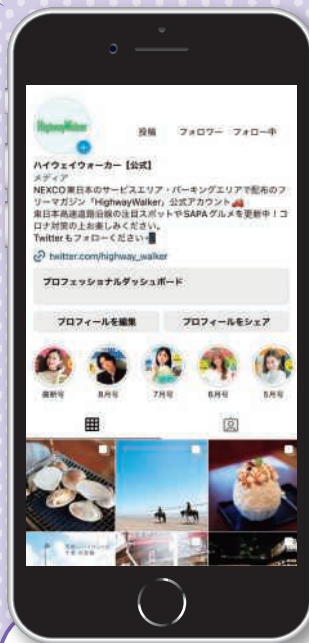 HighwayWalker
投稿 フォロワー フォロー中
ハイウェイウォーカー【公式】
メディア
NEXCO東日本のサービスエリア・パーキングエリアで配布のフ
リーマガジン「HighwayWalker」公式アカウント🚗
東日本高速道路沿線の注目スポットやSAPAグルメを更新中！コ
ロナ対策の上お楽しみください。
Twitterもフォローください
twitter.com/highway_walker
プロフェッショナルダッシュボード
プロフィールを編集 プロフィールをシェア
最新号 8月号 7月号 6月号 5月号